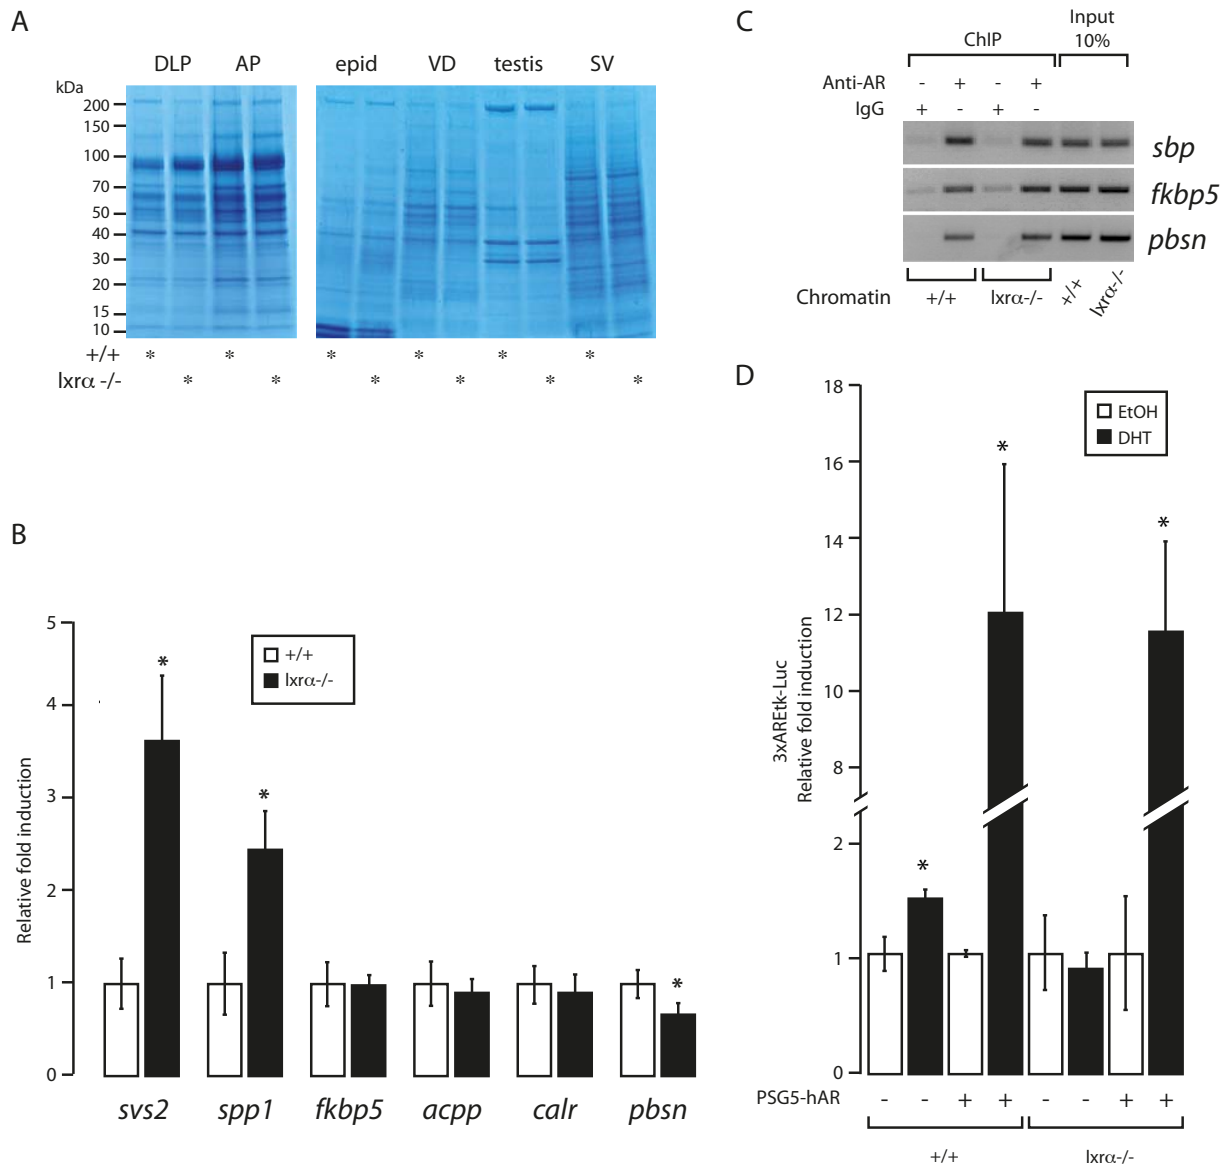 A
DLP AP epid VD testis SV
kDa
200
150
100
70
50
40
30
20
15
10
+/+ * * * * * *
lxrα -/- * * * * * *
B
Relative fold induction
5
4
3
2
1
0
+/+
lxrα-/-
* * *
svs2 spp1 fkbp5 acpp calr pbsn
C
ChIP
Input
10%
Anti-AR - + - +
IgG + - + -
sbp
fkbp5
pbsn
Chromatin +/+ lxrα-/- +/+ lxrα-/-
D
3xAREtk-Luc
Relative fold induction
18
16
14
12
10
8
2
1
0
EtOH
DHT
* * *
PSG5-hAR - - + + - - + +
+/+ lxrα-/-